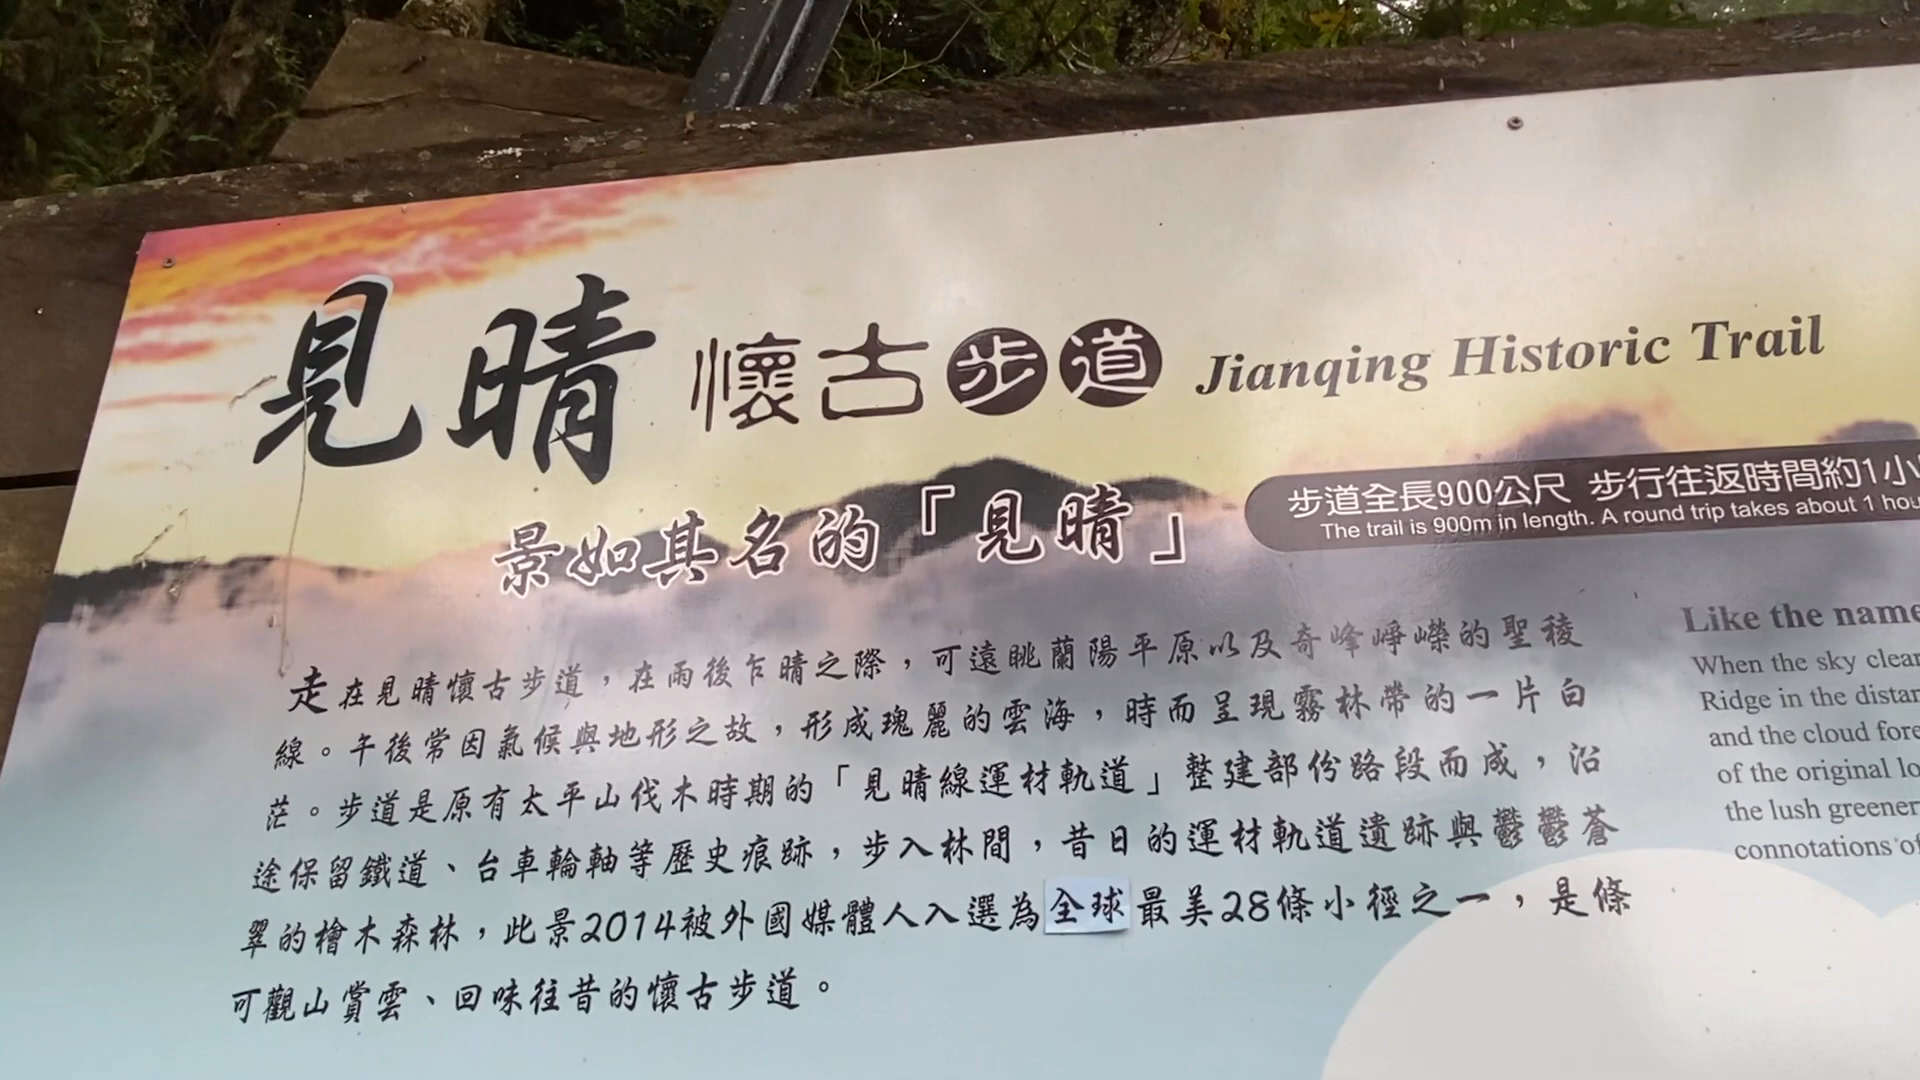 見晴懷古步道 Jianqing Historic Trail
景如其名的「見晴」
步道全長900公尺 步行往返時間約1小
The trail is 900m in length. A round trip takes about 1 hou
走在見晴懷古步道，在雨後乍晴之際，可遠眺蘭陽平原以及奇峰崢嶸的聖稜
線。午後常因氣候與地形之故，形成瑰麗的雲海，時而呈現霧林帶的一片白
茫。步道是原有太平山伐木時期的「見晴線運材軌道」整建部份路段而成，沿
途保留鐵道、台車輪軸等歷史痕跡，步入林間，昔日的運材軌道遺跡與鬱鬱蒼
翠的檜木森林，此景2014被外國媒體人入選為全球最美28條小徑之一，是條
可觀山賞雲、回味往昔的懷古步道。
Like the name
When the sky clear
Ridge in the distan
and the cloud fore
of the original lo
the lush greener
connotations of